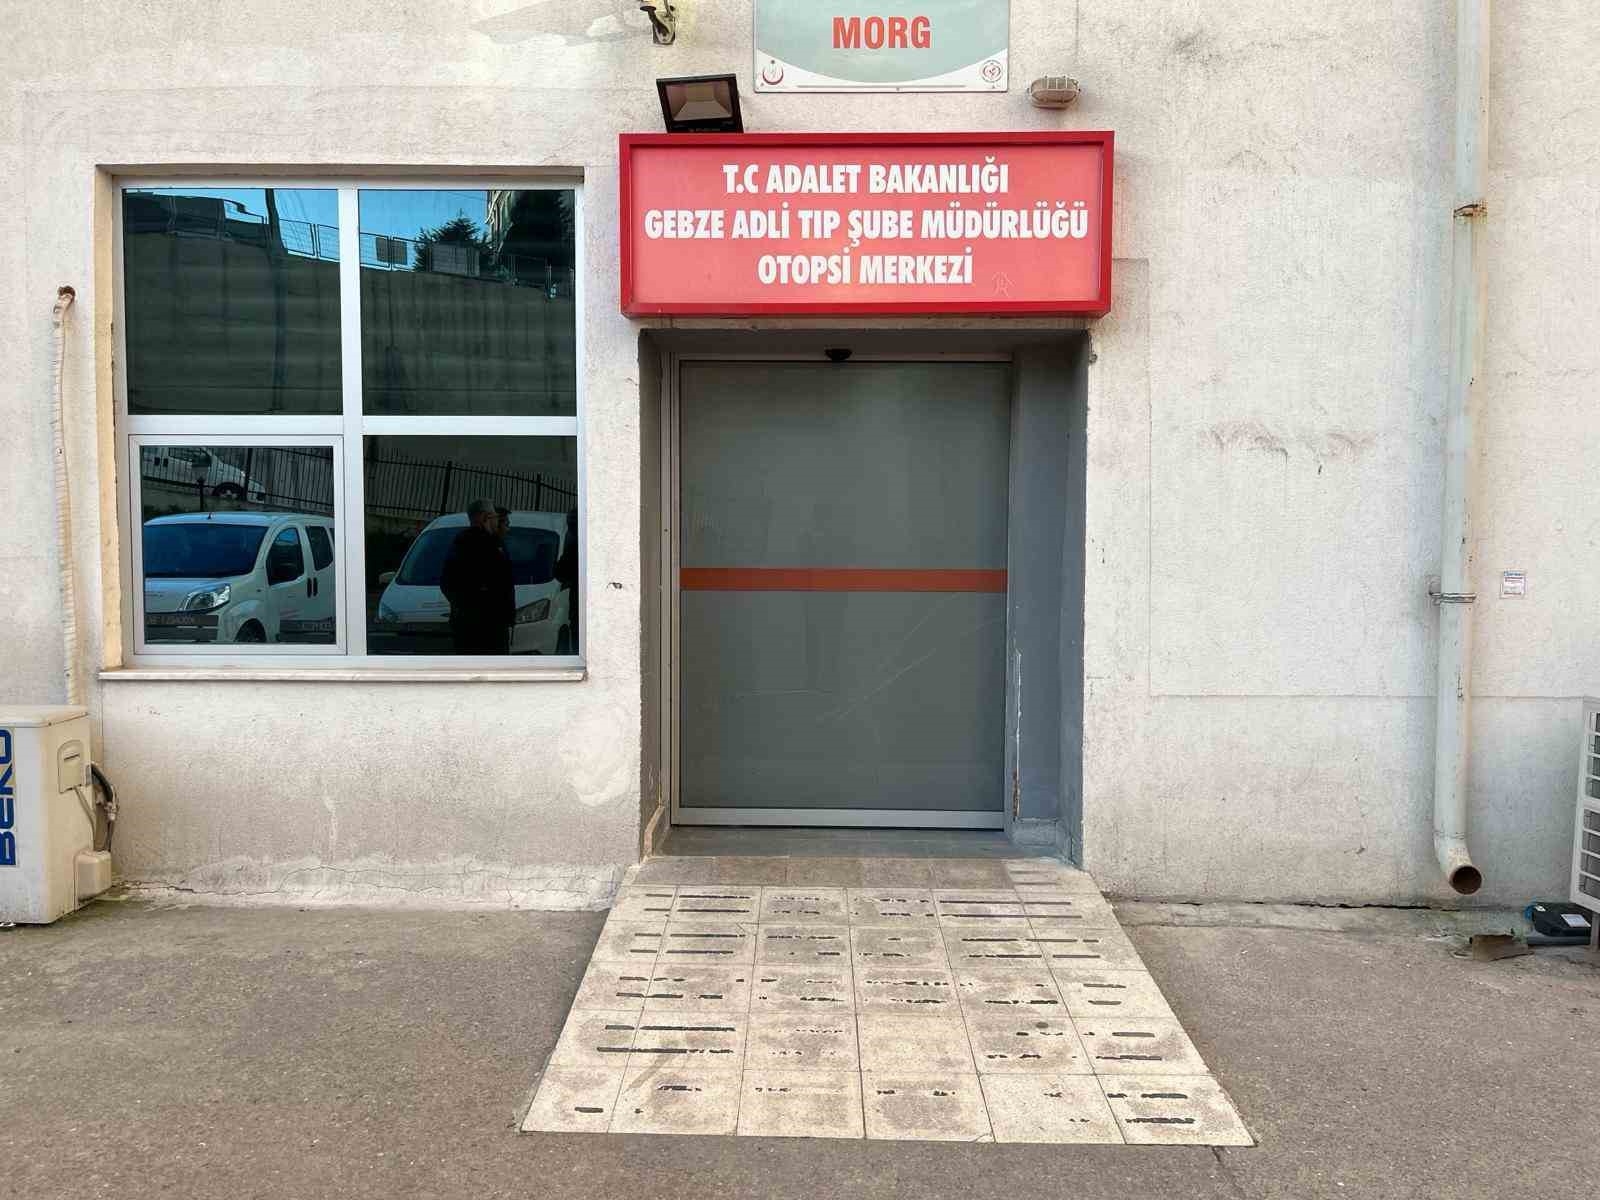 MORG
T.C ADALET BAKANLIĞI
GEBZE ADLİ TIP ŞUBE MÜDÜRLÜĞÜ
OTOPSİ MERKEZİ
BEKO